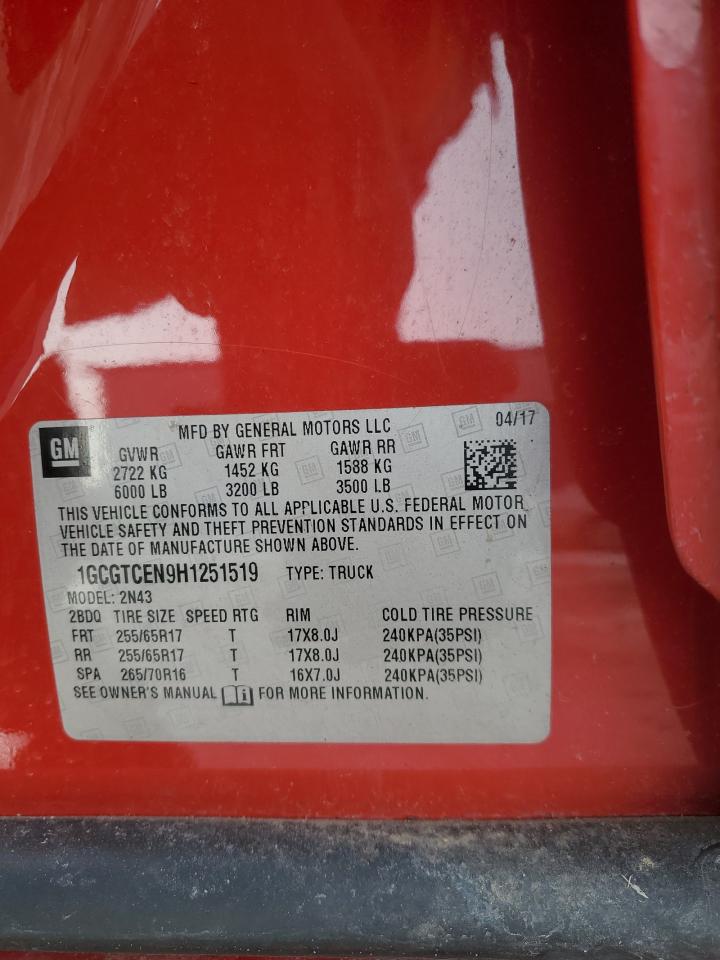 GM
MFD BY GENERAL MOTORS LLC 04/17
GVWR GAWR FRT GAWR RR
2722 KG 1452 KG 1588 KG
6000 LB 3200 LB 3500 LB
THIS VEHICLE CONFORMS TO ALL APPLICABLE U.S. FEDERAL MOTOR
VEHICLE SAFETY AND THEFT PREVENTION STANDARDS IN EFFECT ON
THE DATE OF MANUFACTURE SHOWN ABOVE.
1GCGTCEN9H1251519 TYPE: TRUCK
MODEL: 2N43
2BDQ TIRE SIZE SPEED RTG RIM COLD TIRE PRESSURE
FRT 255/65R17 T 17X8.0J 240KPA(35PSI)
RR 255/65R17 T 17X8.0J 240KPA(35PSI)
SPA 265/70R16 T 16X7.0J 240KPA(35PSI)
SEE OWNER'S MANUAL i FOR MORE INFORMATION.